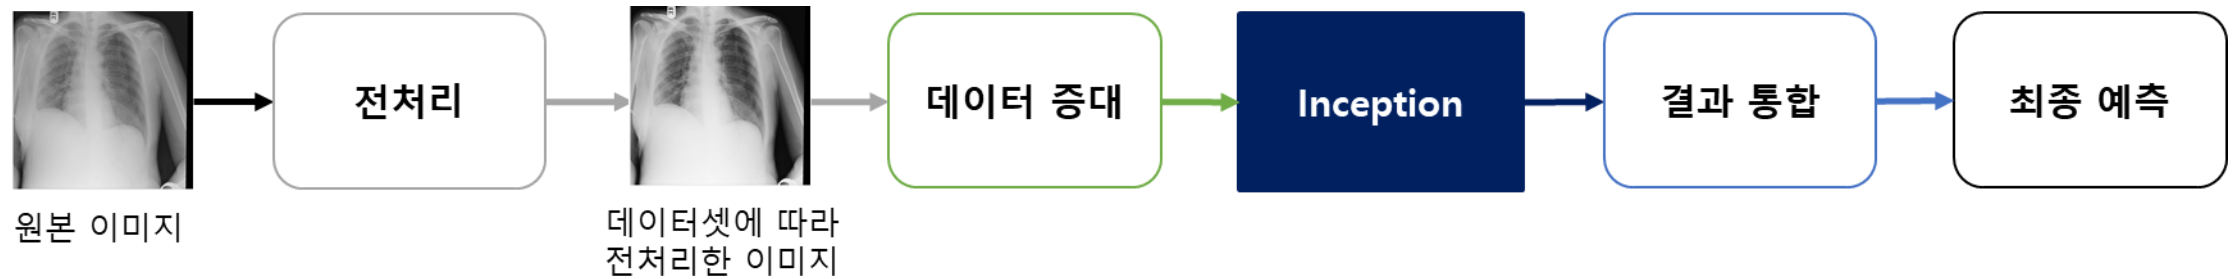 전처리
데이터 증대
Inception
결과 통합
최종 예측
원본 이미지
데이터셋에 따라
전처리한 이미지